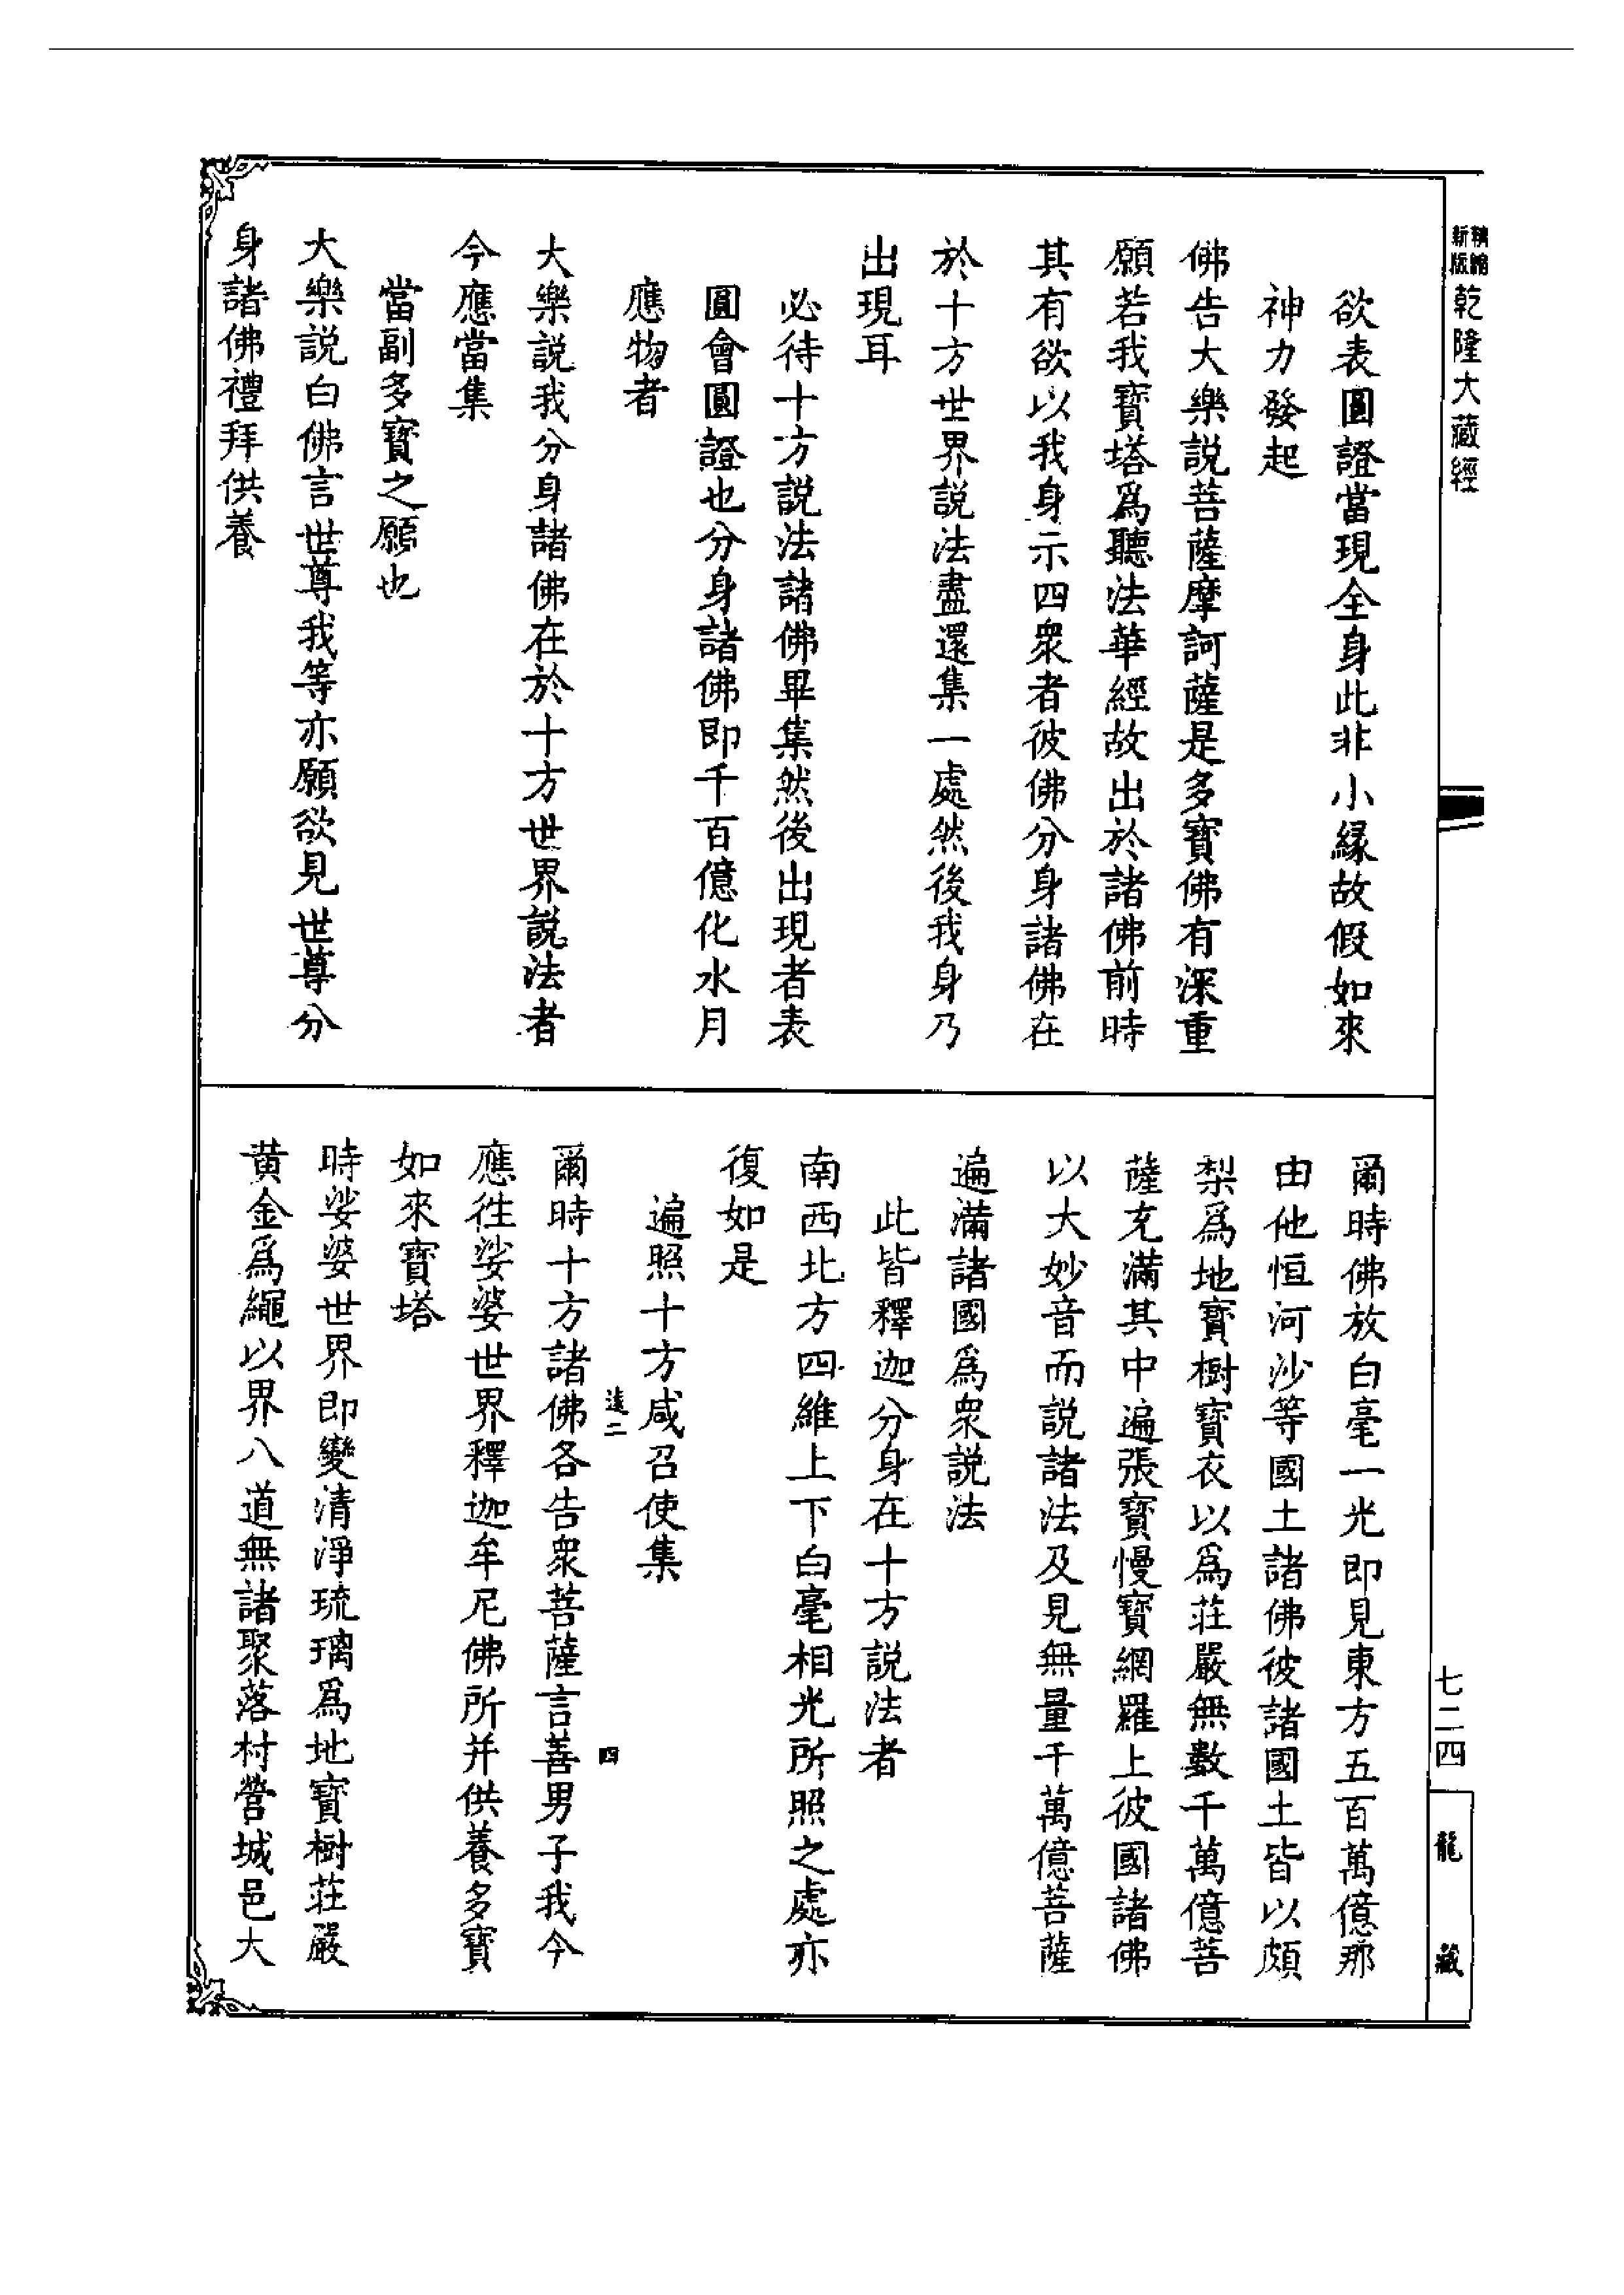 新版
精縮
乾隆大藏經
欲表圓證當現全身此非小緣故假如來
神力發起
佛告大樂説菩薩摩訶薩是多寶佛有深重
願若我寶塔爲聽法華經故出於諸佛前時
其有欲以我身示四衆者彼佛分身諸佛在
於十方世界説法盡還集一處然後我身乃
出現耳
必待十方説法諸佛畢集然後出現者表
圓會圓證也分身諸佛即千百億化水月
應物者
大樂説我分身諸佛在於十方世界説法者
今應當集
當副多寶之願也
大樂説白佛言世尊我等亦願欲見世尊分
身諸佛禮拜供養
爾時佛放白毫一光即見東方五百萬億那
由他恒河沙等國土諸佛彼諸國土皆以頗
梨爲地寶樹寶衣以爲莊嚴無數千萬億菩
薩充滿其中遍張寶慢寶網羅上彼國諸佛
以大妙音而説諸法及見無量千萬億菩薩
遍滿諸國爲衆説法
此皆釋迦分身在十方説法者
南西北方四維上下白毫相光所照之處亦
復如是
遍照十方咸召使集
二
四
爾時十方諸佛各告衆菩薩言善男子我今
應往娑婆世界釋迦牟尼佛所并供養多寶
如來寶塔
時娑婆世界即變清淨琉璃爲地寶樹莊嚴
黄金爲繩以界八道無諸聚落村營城邑大
七二四
龍藏